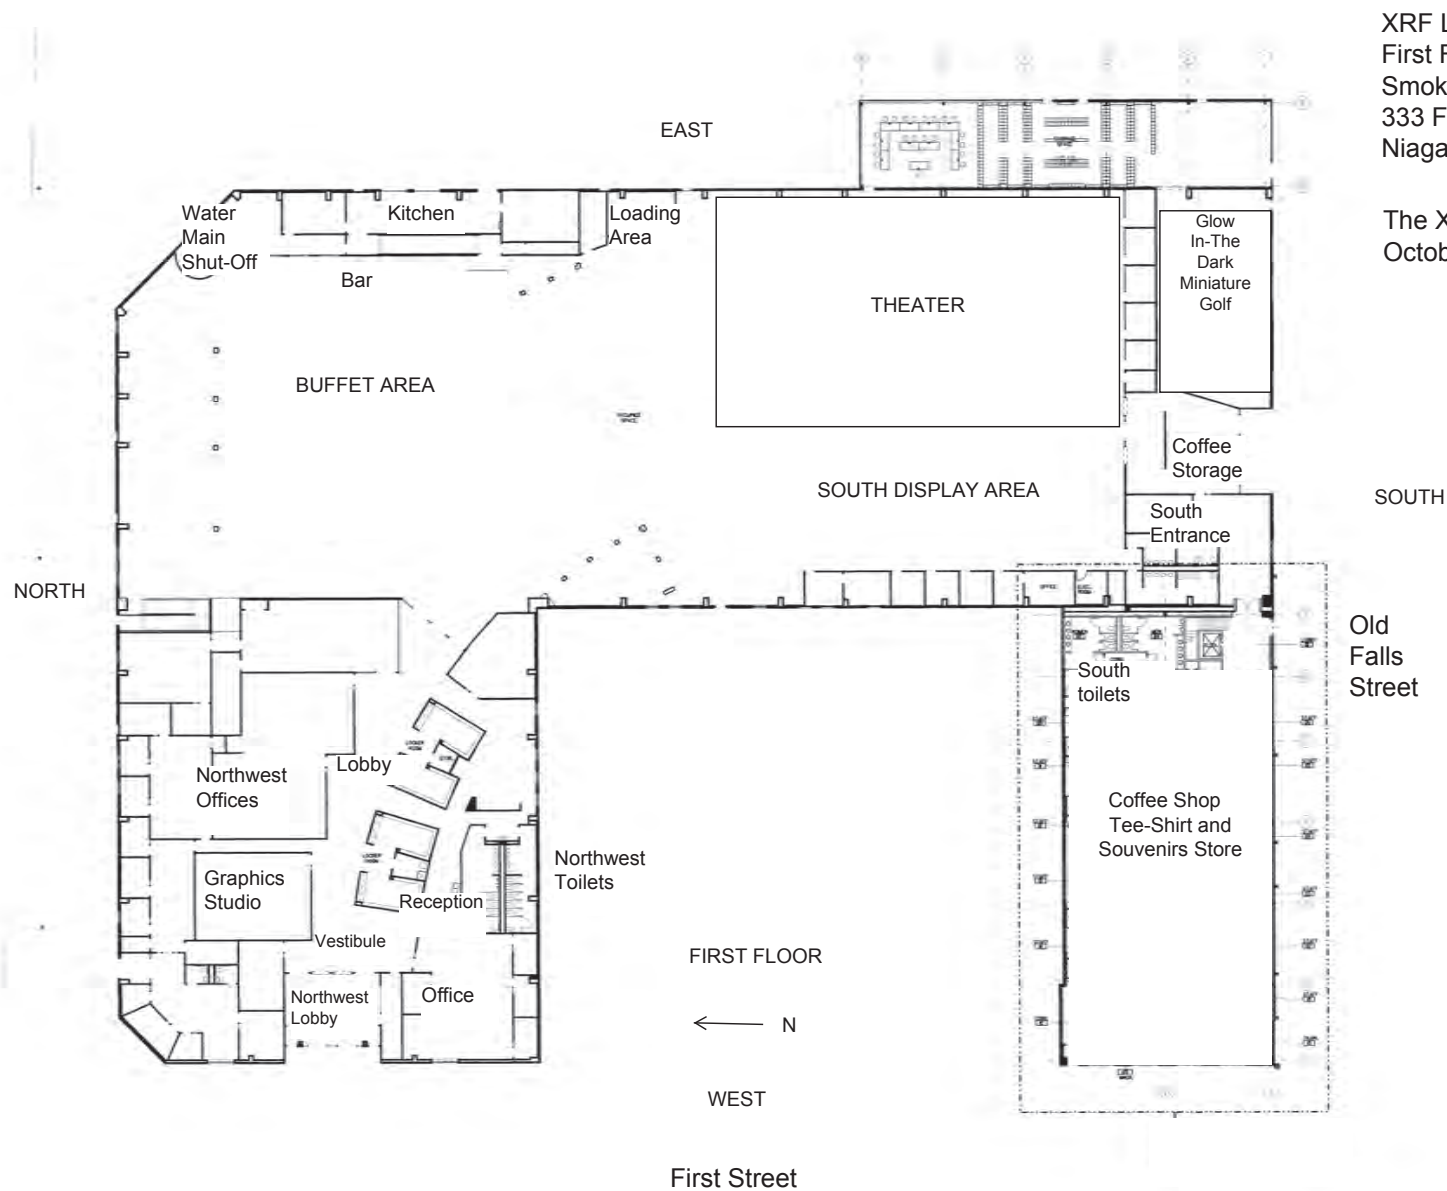 XRF L
First F
Smok
333 F
Niaga
The X
Octob
EAST
Water
Main
Shut-Off
Kitchen
Loading
Area
Bar
Glow
In-The
Dark
Miniature
Golf
THEATER
BUFFET AREA
Coffee
Storage
SOUTH DISPLAY AREA
SOUTH
South
Entrance
NORTH
OFFICE
Old
Falls
Street
South
toilets
Lobby
Northwest
Offices
Coffee Shop
Tee-Shirt and
Souvenirs Store
Northwest
Toilets
Graphics
Studio
Reception
Vestibule
FIRST FLOOR
Northwest
Lobby
Office
N
WEST
First Street